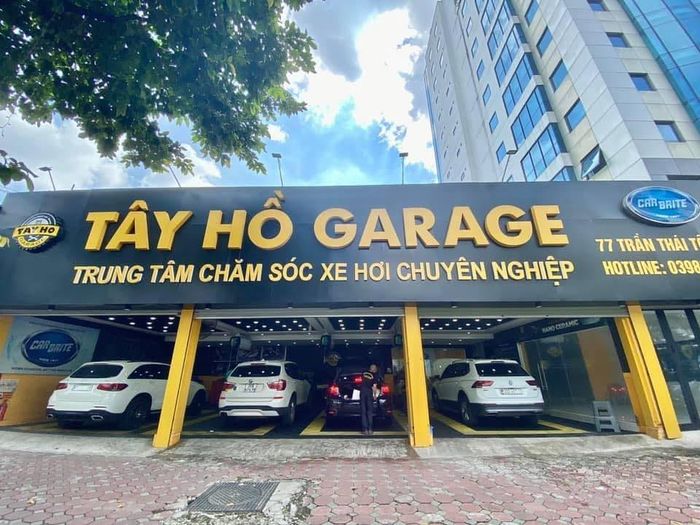 TÂY HỒ
TÂY HỒ GARAGE
TRUNG TÂM CHĂM SÓC XE HƠI CHUYÊN NGHIỆP
CAR BRITE
77 TRẦN THÁI
HOTLINE: 0398
CAR BRITE
NANO CERAMIC